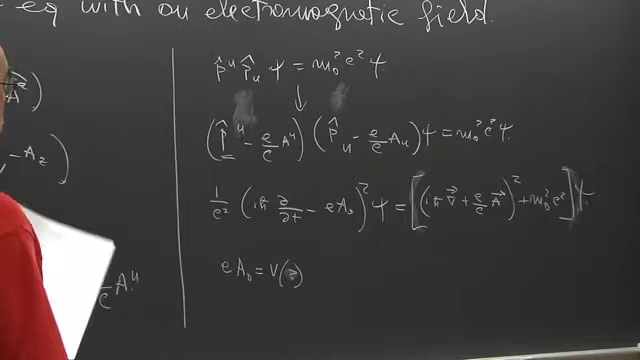 eq with an electromagnetic field.
A⃗)
p̂^μ p̂_μ ψ = m₀² c² ψ.
↓
- A_z)
(p̂^μ - e/c A^μ) (p̂_μ - e/c A_μ) ψ = m₀² c² ψ.
1/c² (iħ ∂/∂t - eA₀)² ψ = [(iħ ∇⃗ + e/c A⃗)² + m₀² c²] ψ.
e A₀ = V(
/c A^μ